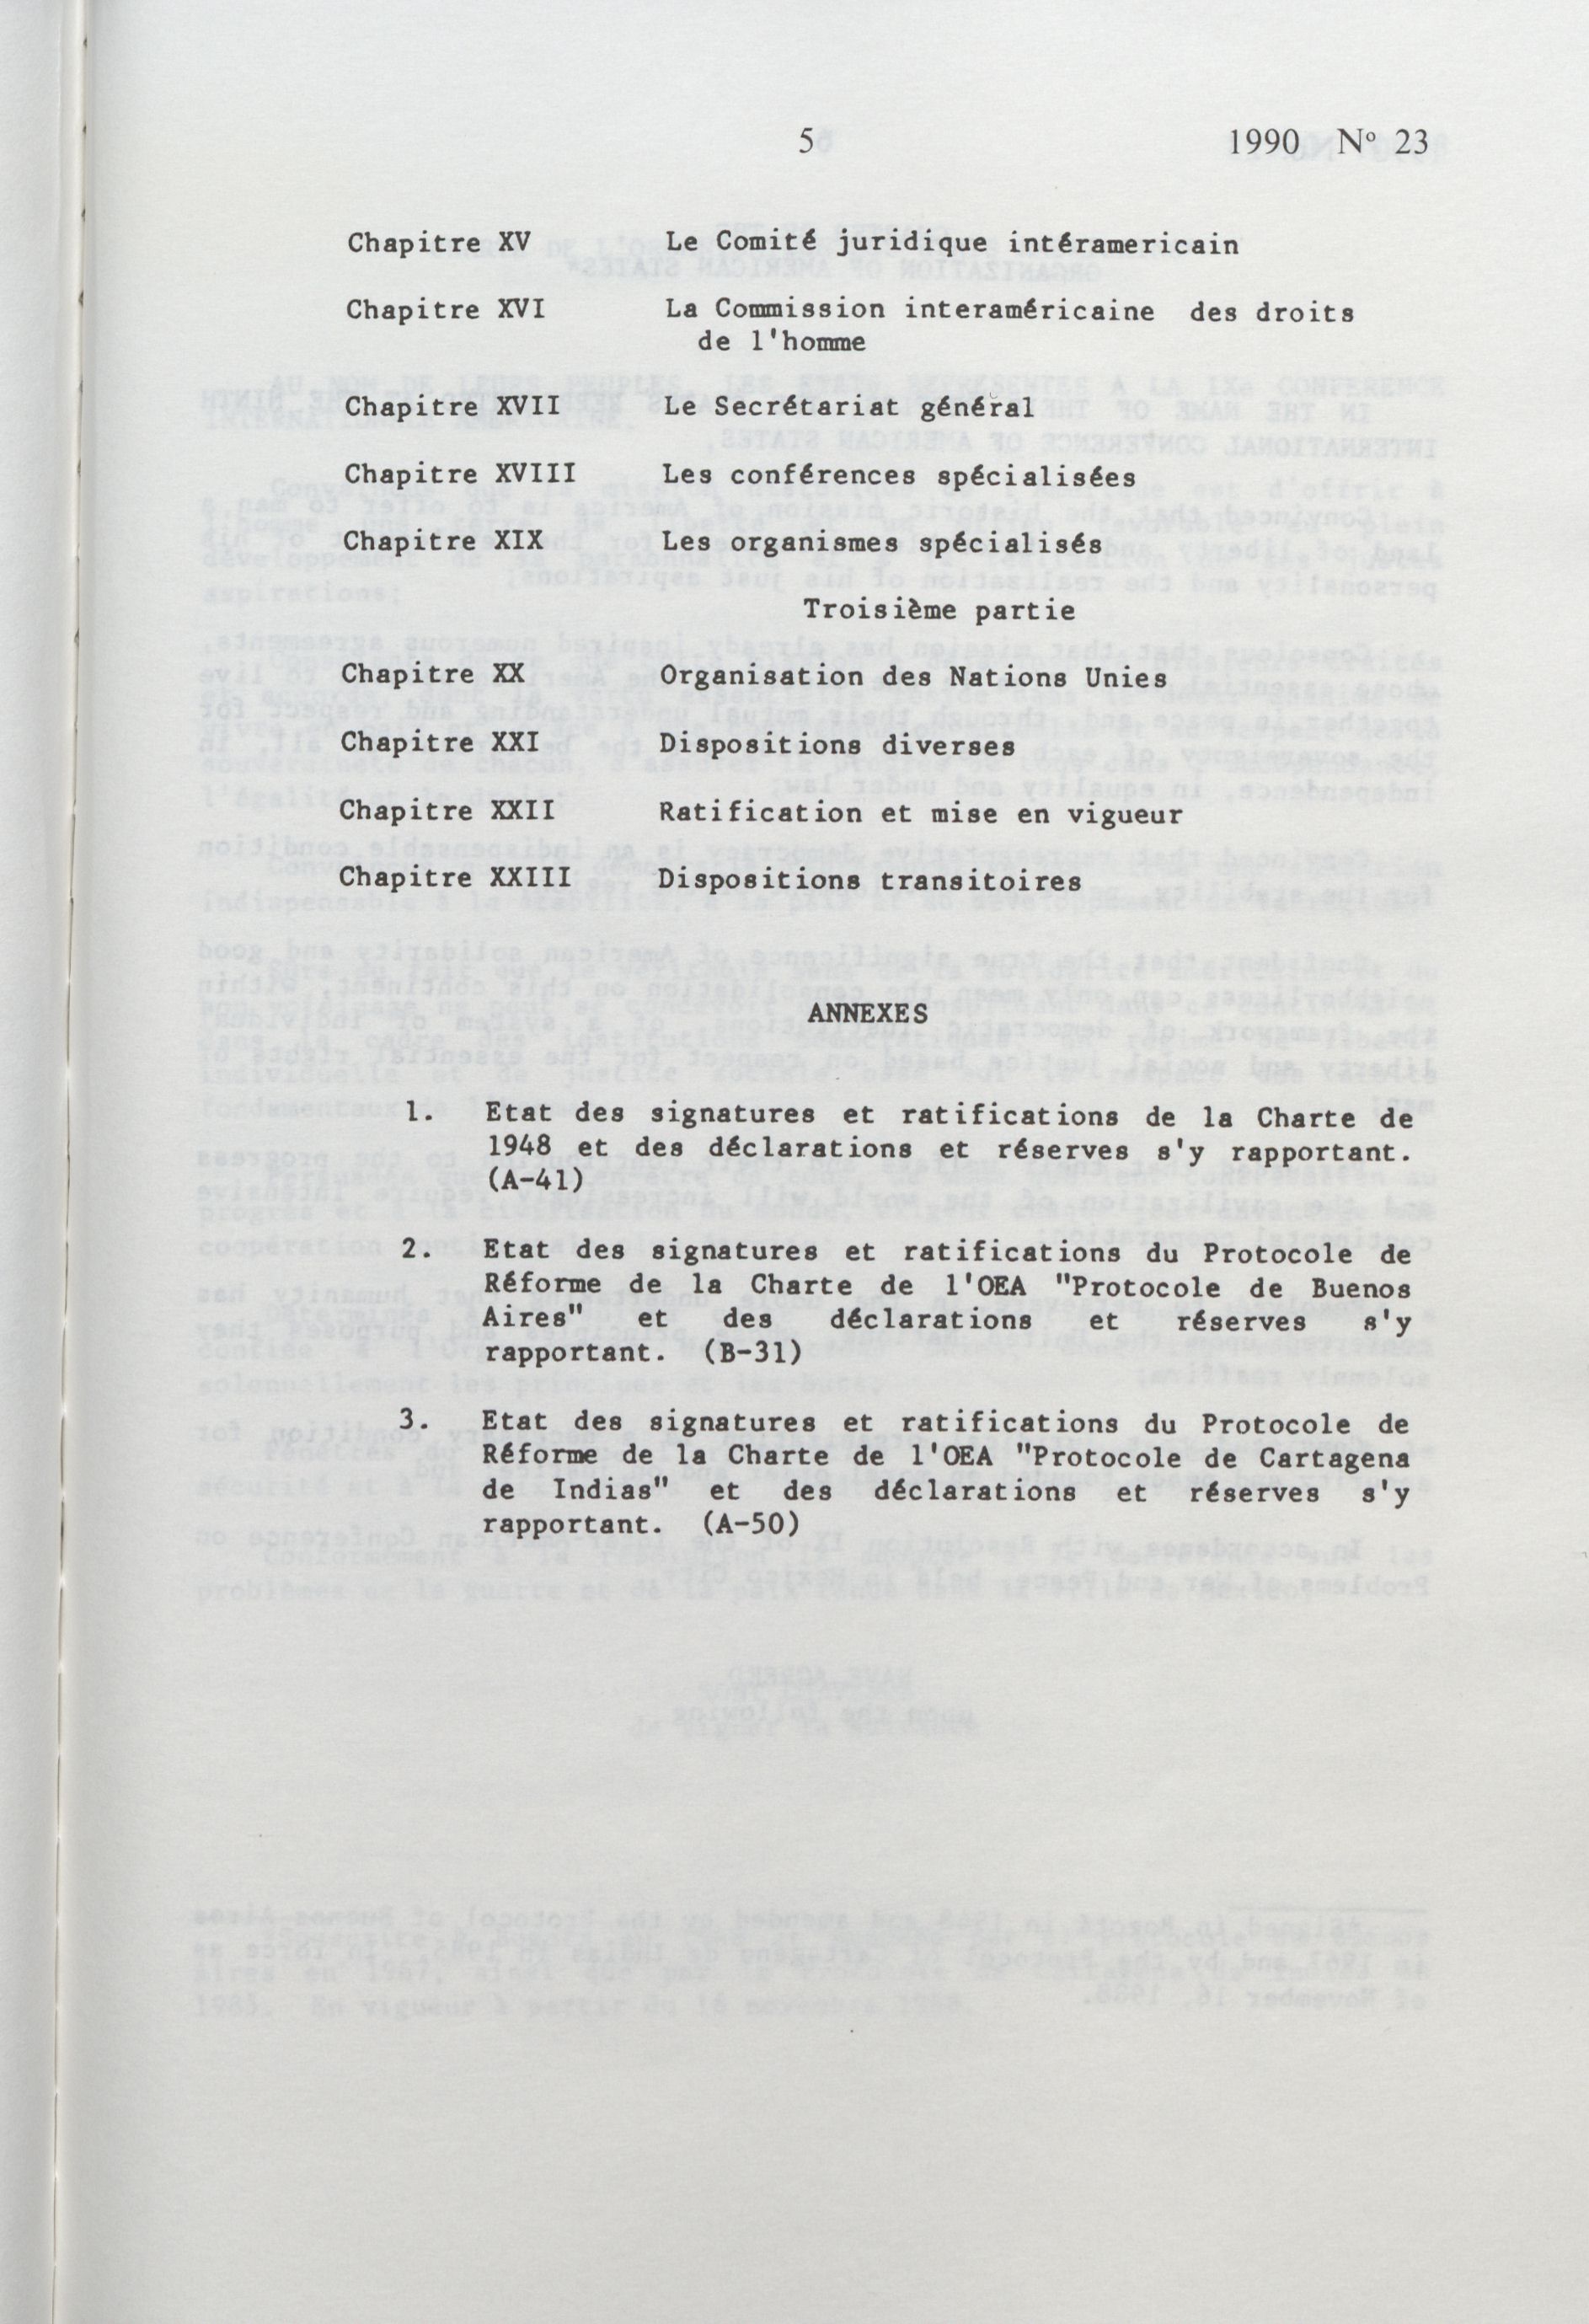 5 1990 Nº 23
Chapitre XV Le Comité juridique intéramericain
Chapitre XVI La Commission interaméricaine des droits
de l'homme
Chapitre XVII Le Secrétariat général
Chapitre XVIII Les conférences spécialisées
Chapitre XIX Les organismes spécialisés
Troisième partie
Chapitre XX Organisation des Nations Unies
Chapitre XXI Dispositions diverses
Chapitre XXII Ratification et mise en vigueur
Chapitre XXIII Dispositions transitoires
ANNEXES
1. Etat des signatures et ratifications de la Charte de
1948 et des déclarations et réserves s'y rapportant.
(A-41)
2. Etat des signatures et ratifications du Protocole de
Réforme de la Charte de l'OEA "Protocole de Buenos
Aires" et des déclarations et réserves s'y
rapportant. (B-31)
3. Etat des signatures et ratifications du Protocole de
Réforme de la Charte de l'OEA "Protocole de Cartagena
de Indias" et des déclarations et réserves s'y
rapportant. (A-50)